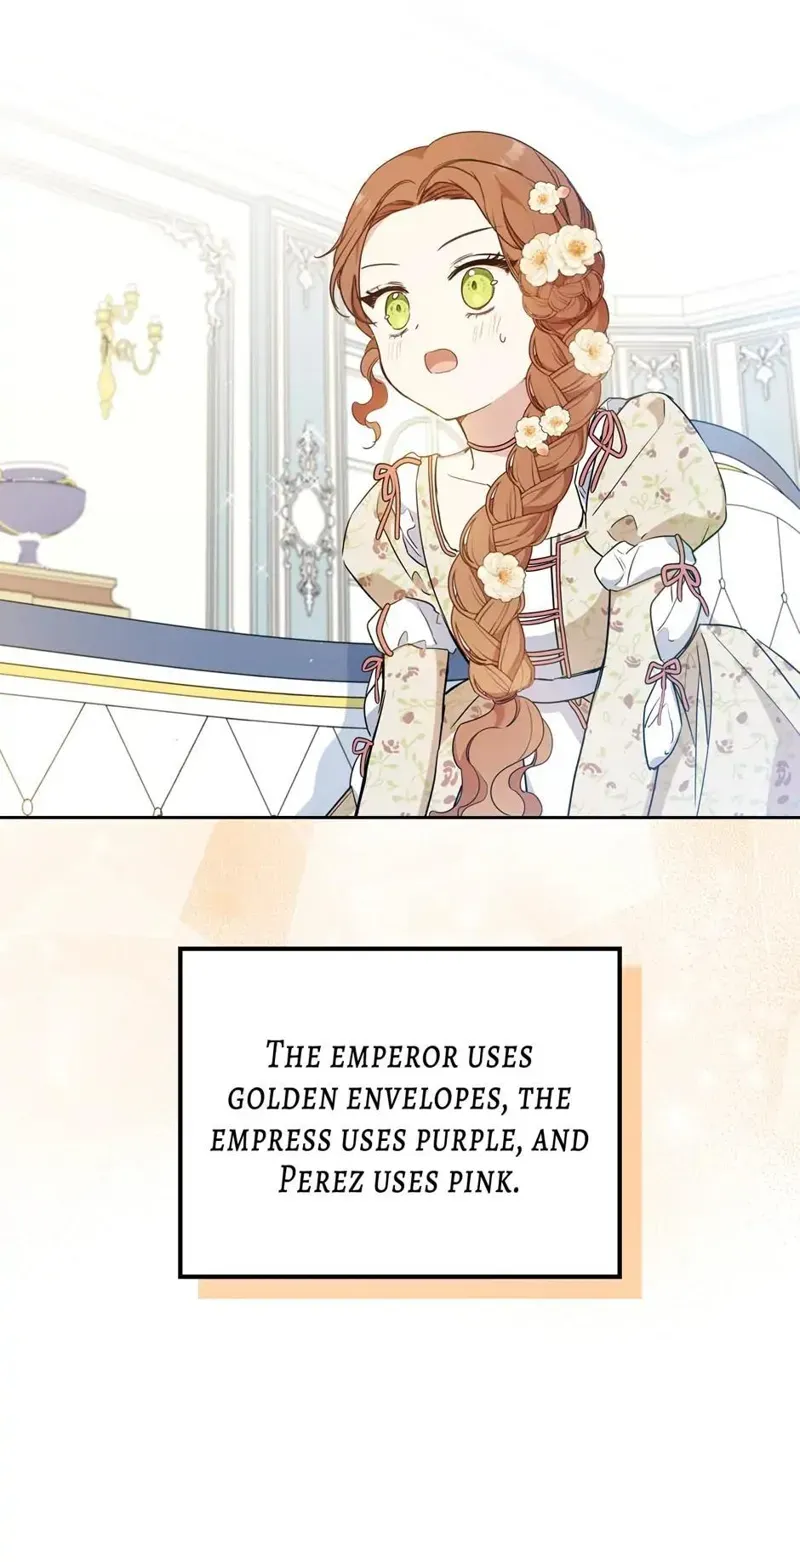 THE EMPEROR USES
GOLDEN ENVELOPES, THE
EMPRESS USES PURPLE, AND
PEREZ USES PINK.